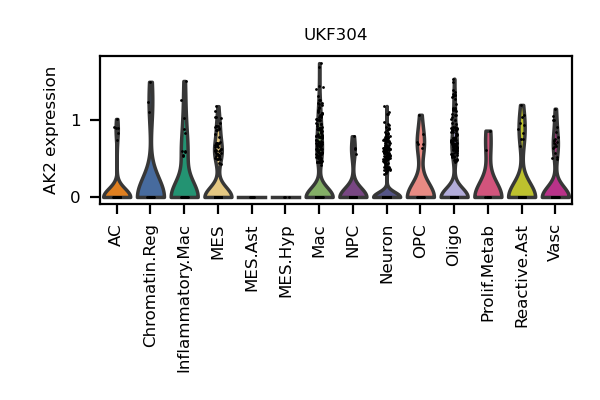 UKF304
AK2 expression
1
0
AC
Chromatin.Reg
Inflammatory.Mac
MES
MES.Ast
MES.Hyp
Mac
NPC
Neuron
OPC
Oligo
Prolif.Metab
Reactive.Ast
Vasc